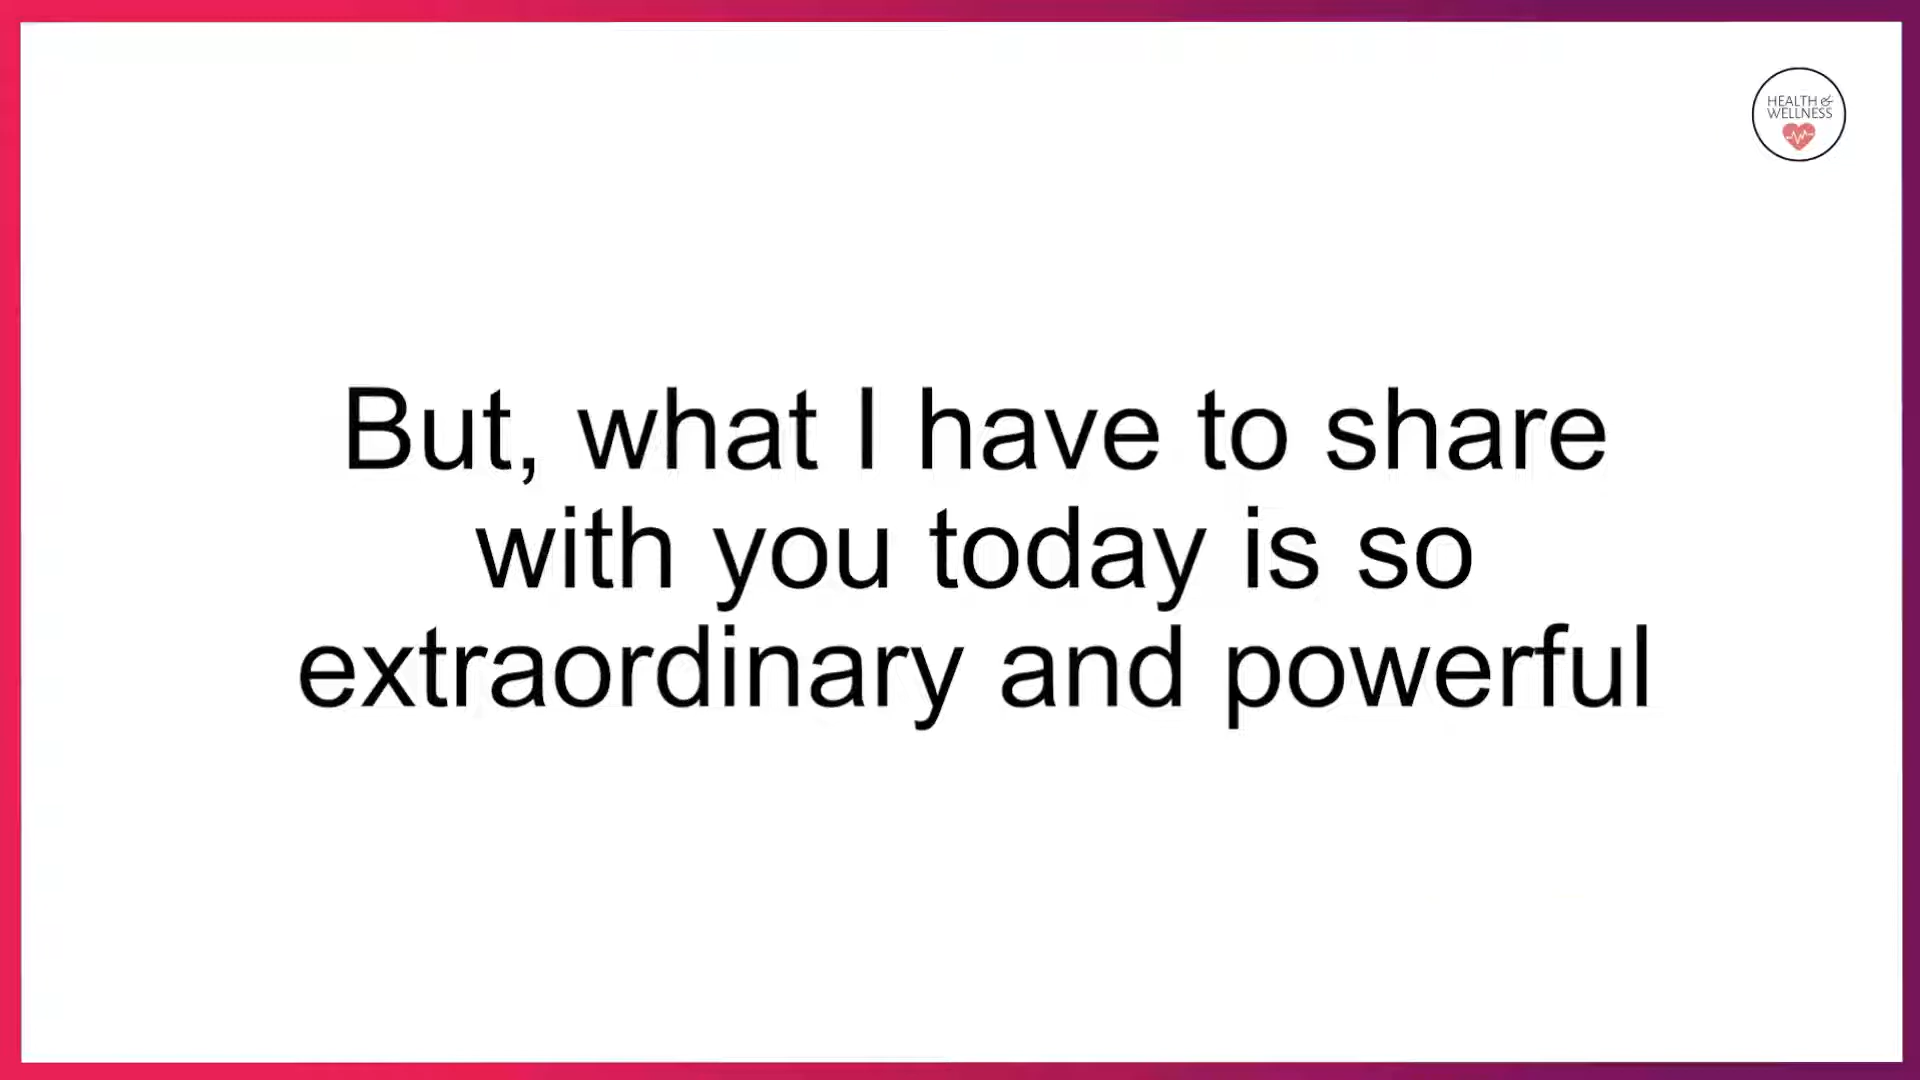 HEALTH &
WELLNESS
But, what I have to share
with you today is so
extraordinary and powerful